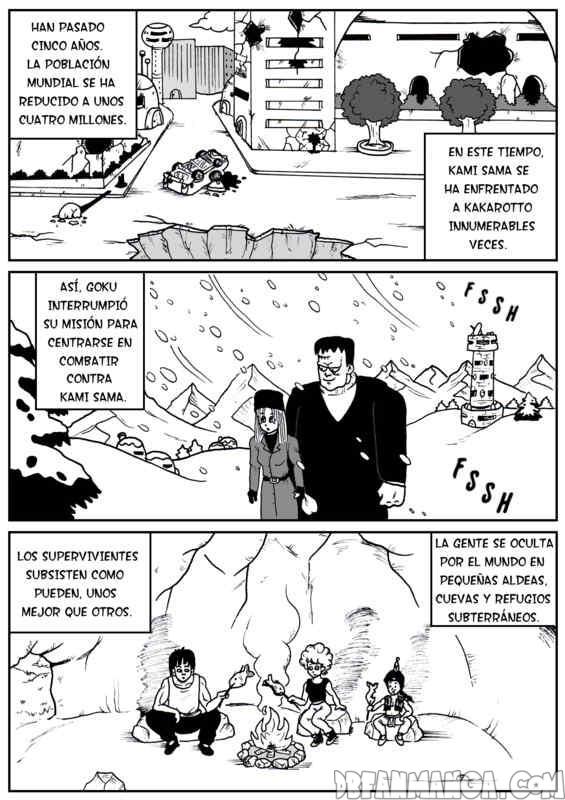 HAN PASADO
CINCO AÑOS.
LA POBLACIÓN
MUNDIAL SE HA
REDUCIDO A UNOS
CUATRO MILLONES.
EN ESTE TIEMPO,
KAMI SAMA SE
HA ENFRENTADO
A KAKAROTTO
INNUMERABLES
VECES.
ASÍ, GOKU
INTERRUMPIÓ
SU MISIÓN PARA
CENTRARSE EN
COMBATIR
CONTRA
KAMI SAMA.
FSSH
FSSH
LOS SUPERVIVIENTES
SUBSISTEN COMO
PUEDEN, UNOS
MEJOR QUE OTROS.
LA GENTE SE OCULTA
POR EL MUNDO EN
PEQUEÑAS ALDEAS,
CUEVAS Y REFUGIOS
SUBTERRÁNEOS.
DBFANMANGA.COM